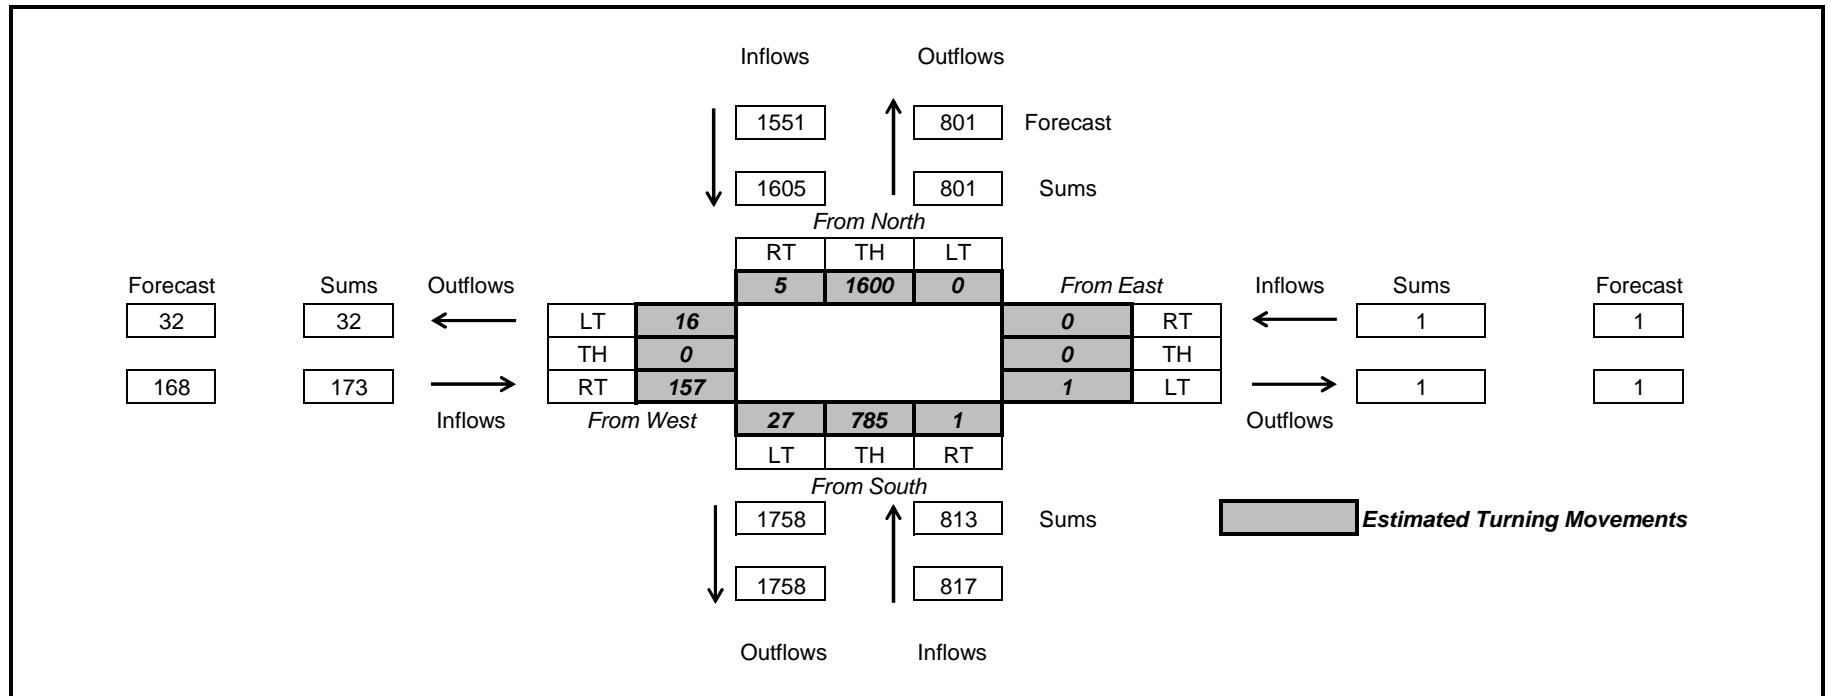 Inflows Outflows
1551 801 Forecast
1605 801 Sums
From North
RT TH LT
Forecast Sums Outflows 5 1600 0 From East Inflows Sums Forecast
32 32 LT 16 0 RT 1 1
TH 0 0 TH
168 173 RT 157 1 LT 1 1
Inflows From West 27 785 1 Outflows
LT TH RT
From South
1758 813 Sums Estimated Turning Movements
1758 817
Outflows Inflows